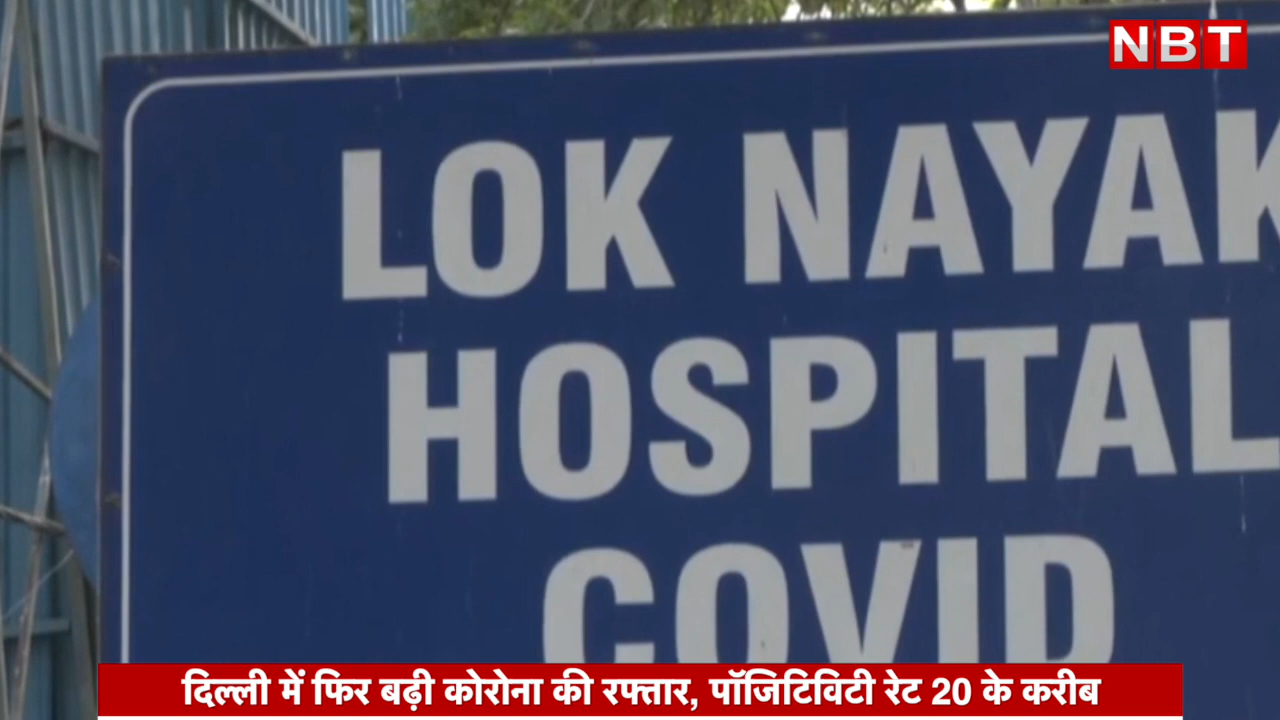 NBT
LOK NAYAK
HOSPITAL
COVID
दिल्ली में फिर बढ़ी कोरोना की रफ्तार, पॉजिटिविटी रेट 20 के करीब